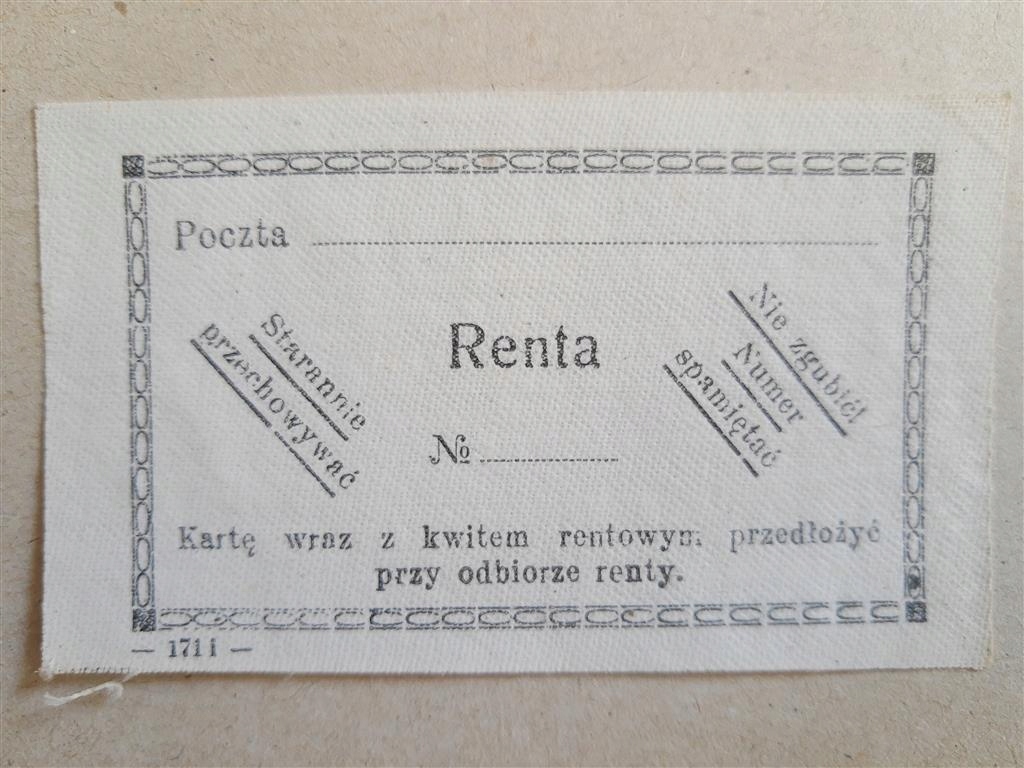 Poczta
Starannie
przechowywać
Renta
№
Nie zgubić!
Numer
spamiętać
Kartę wraz z kwitem rentowym przedłożyć
przy odbiorze renty.
— 1711 —